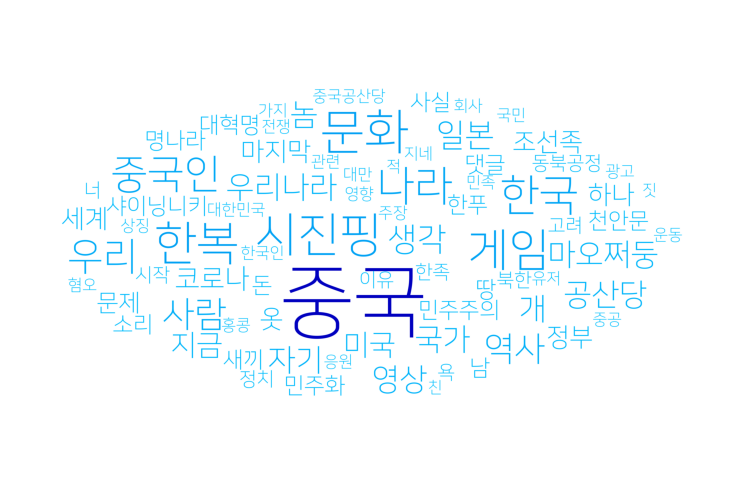 중국공산당
사실 회사
가지
국민
대혁명 전쟁 놈 문화 일본
명나라 마지막 조선족
관련 지네 댓글 동북공정
중국인 우리나라 대만 적 나라 민족 한국 광고
너 영향 하나 짓
샤이닝니키 대한민국 한푸
세계 주장 고려 천안문
상징 한복 시진핑 생각 게임 운동
우리 한국인 마오쩌둥
시작 코로나 이유 한족 북한 유저
혐오 돈 중국 땅 공산당
문제 사람 민주주의 개
소리 홍콩 옷 중공
지금 미국 국가 역사 정부
새끼 자기 응원
정치 민주화 영상 욕 남
친